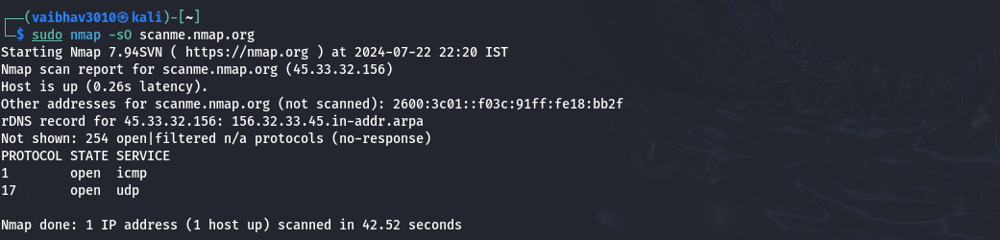 ┌──(vaibhav3010㉿kali)-[~]
└─$ sudo nmap -sO scanme.nmap.org
Starting Nmap 7.94SVN ( https://nmap.org ) at 2024-07-22 22:20 IST
Nmap scan report for scanme.nmap.org (45.33.32.156)
Host is up (0.26s latency).
Other addresses for scanme.nmap.org (not scanned): 2600:3c01::f03c:91ff:fe18:bb2f
rDNS record for 45.33.32.156: 156.32.33.45.in-addr.arpa
Not shown: 254 open|filtered n/a protocols (no-response)
PROTOCOL STATE SERVICE
1        open  icmp
17       open  udp

Nmap done: 1 IP address (1 host up) scanned in 42.52 seconds